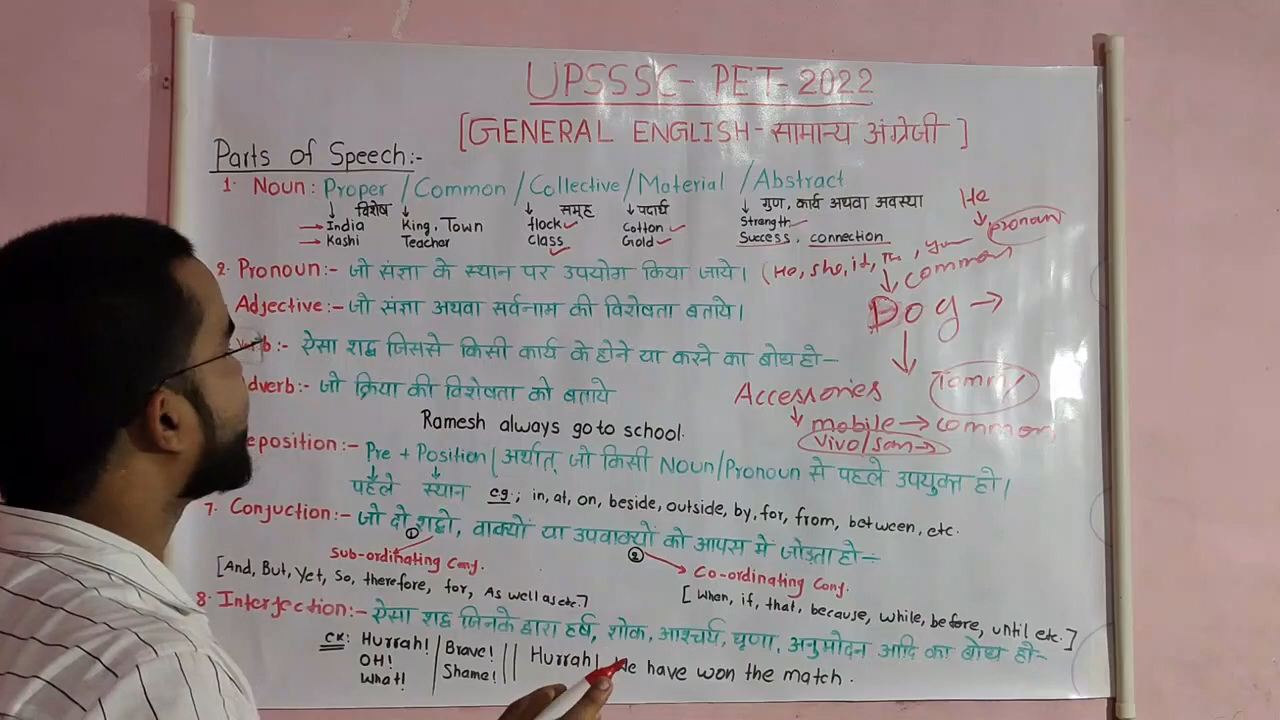 UPSSSC- PET-2022
[GENERAL ENGLISH-सामान्य अंग्रेजी ]
Parts of Speech:-
1. Noun: Proper / Common / Collective / Material / Abstract
विशेष समूह पदार्थ गुण, कार्य अथवा अवस्था
India King, Town flock Cotton Strength
Kashi Teacher Class Gold Success, connection
He
pronoun
2. Pronoun:- जो संज्ञा के स्थान पर उपयोग किया जाये। (He, she, it,
common
Adjective:- जो संज्ञा अथवा सर्वनाम की विशेषता बताये।
Dog
b:- ऐसा शब्द जिससे किसी कार्य के होने या करने का बोध हो-
dverb:- जो क्रिया की विशेषता को बताये
Accessories
Tommy
Ramesh always go to school.
mobile → common
vivo/sam
eposition:- Pre + Position / अर्थात् जो किसी Noun/Pronoun से पहले उपयुक्त हो।
पहले स्थान eg.; in, at, on, beside, outside, by, for, from, between, etc.
7. Conjuction:- जो दो शब्दो, वाक्यों या उपवाक्यों को आपस में जोड़ता हो-
① Sub-ordinating Conj.
② Co-ordinating Conj.
[And, But, Yet, So, therefore, for, As well as etc.]
[When, if, that, because, while, before, until etc.]
8. Interjection:- ऐसा शब्द जिनके द्वारा हर्ष, शोक, आश्चर्य, घृणा, अनुमोदन आदि का बोध हो-
ex: Hurrah! Brave! Hurrah! We have won the match.
OH! Shame!
What!